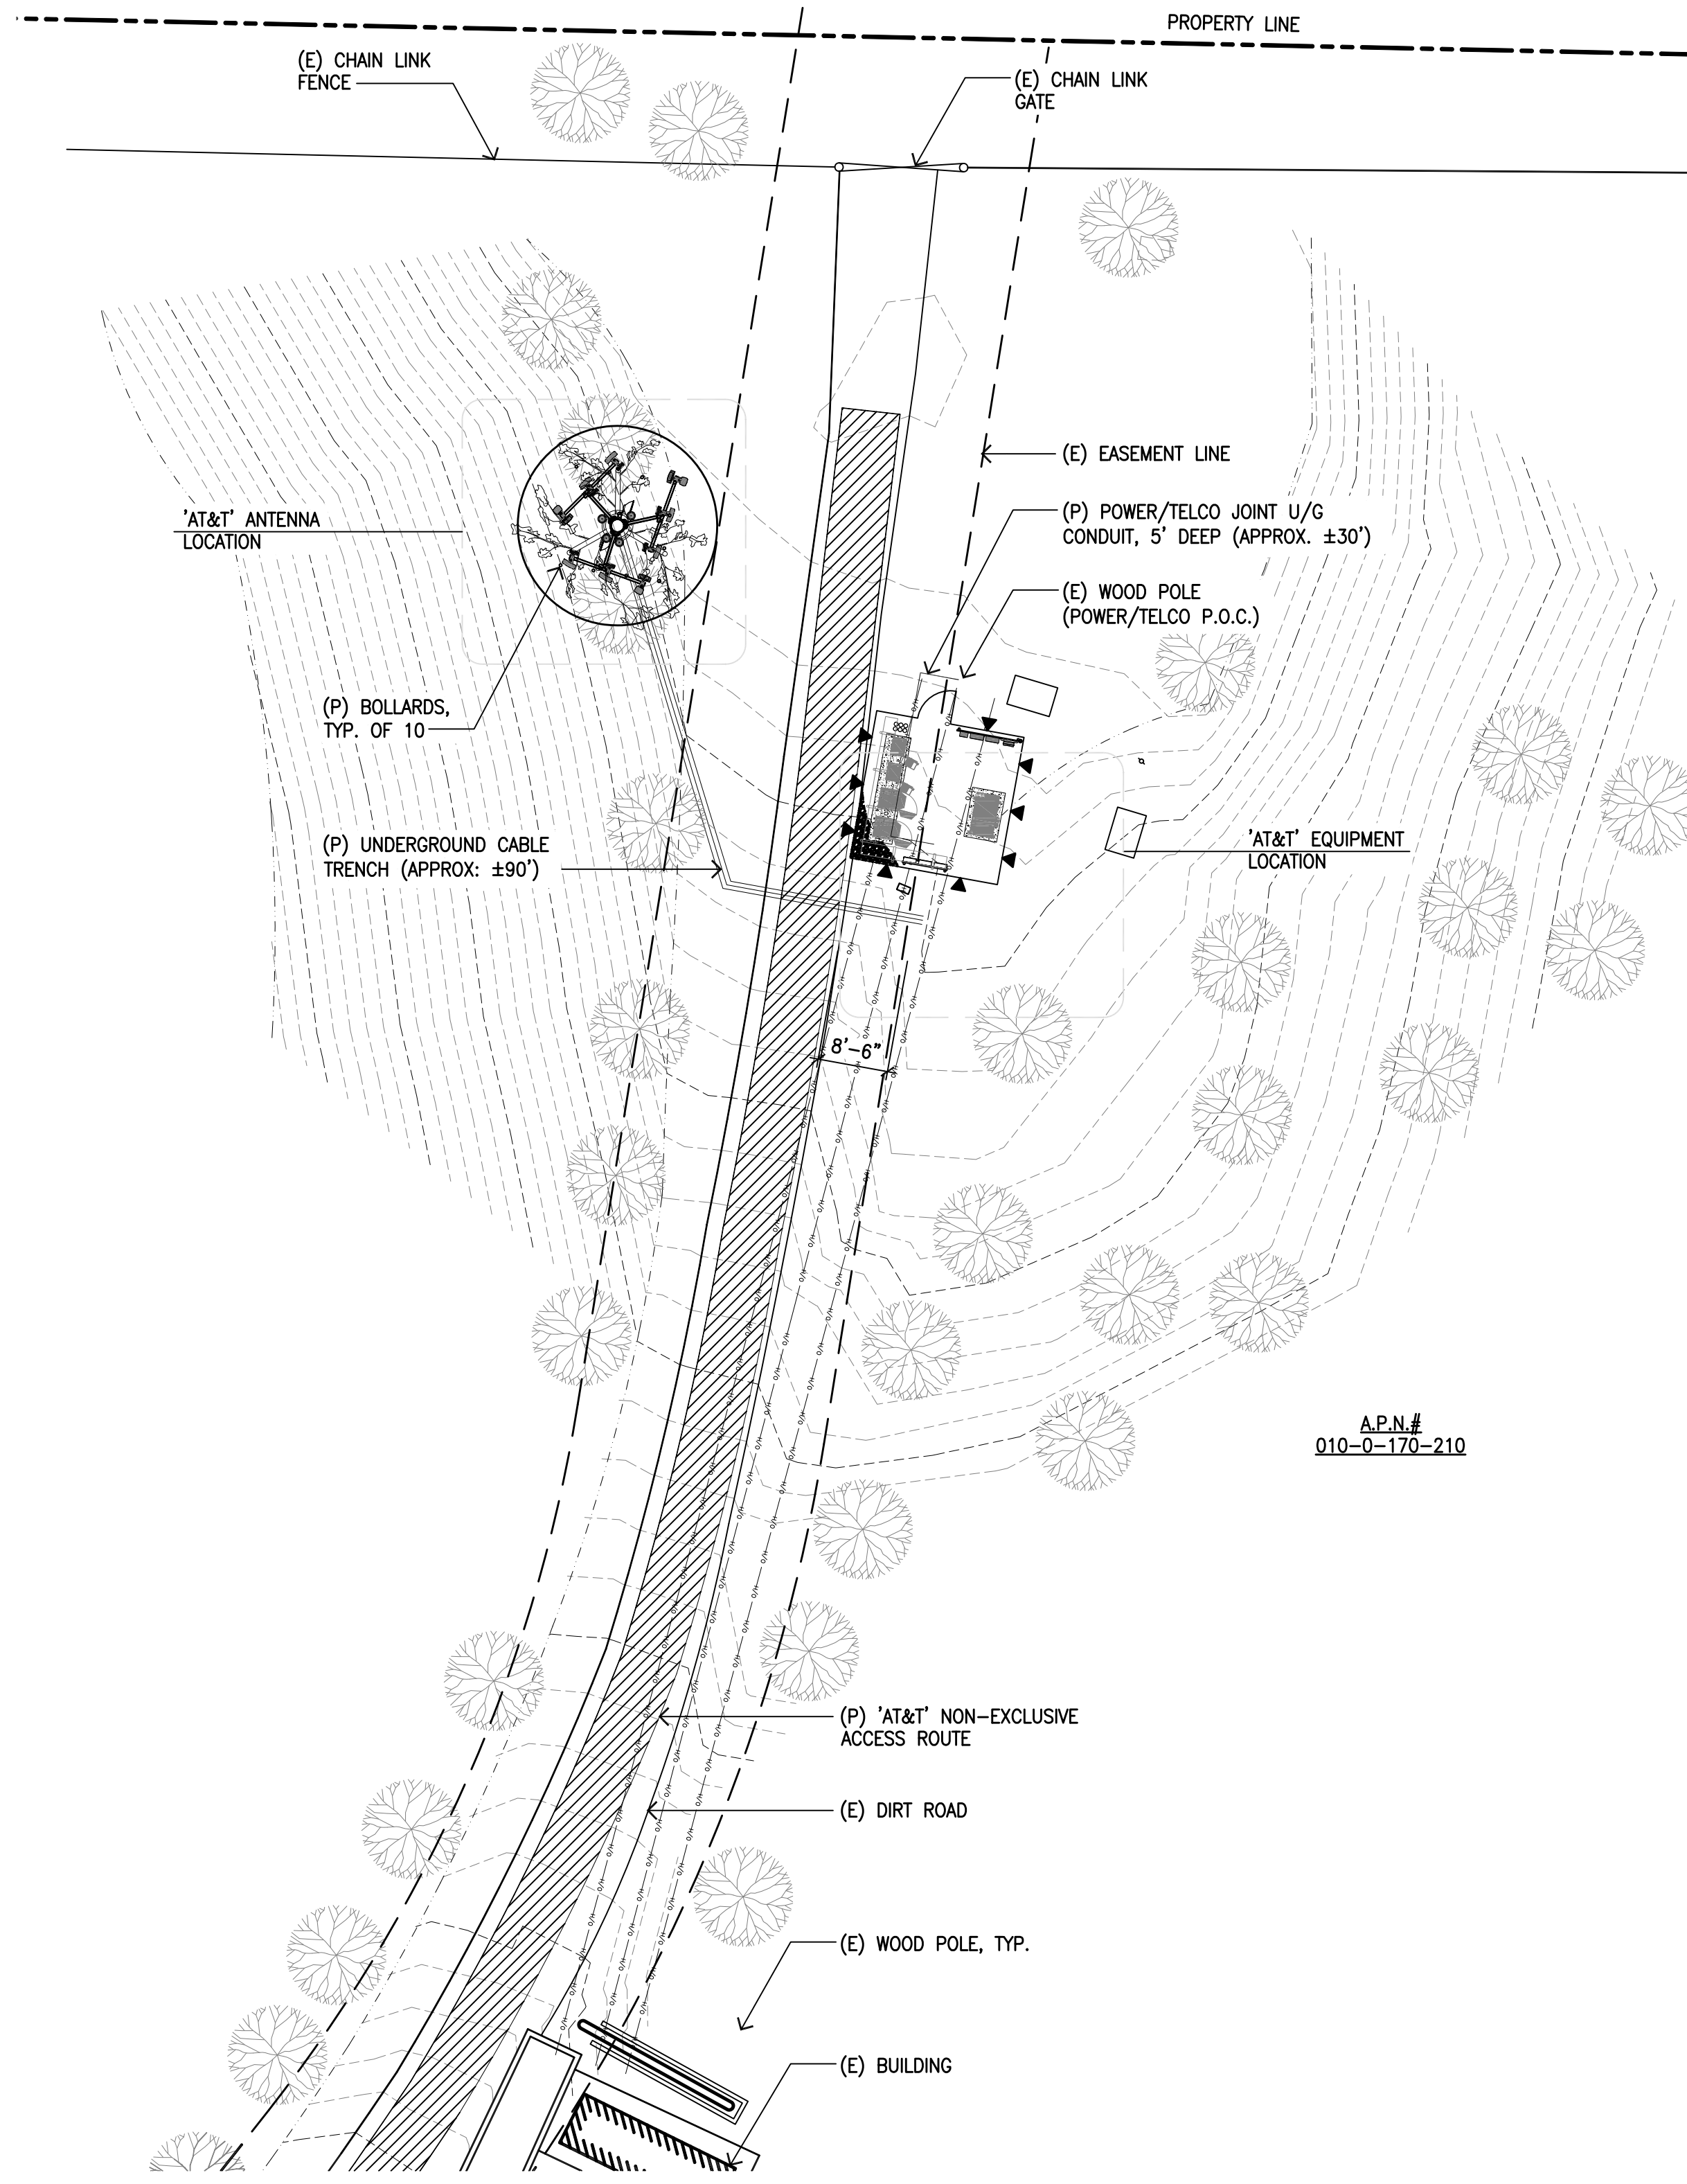 PROPERTY LINE
(E) CHAIN LINK
FENCE
(E) CHAIN LINK
GATE
(E) EASEMENT LINE
(P) POWER/TELCO JOINT U/G
CONDUIT, 5' DEEP (APPROX. ±30')
'AT&T' ANTENNA
LOCATION
(E) WOOD POLE
(POWER/TELCO P.O.C.)
(P) BOLLARDS,
TYP. OF 10
(P) UNDERGROUND CABLE
TRENCH (APPROX: ±90')
'AT&T' EQUIPMENT
LOCATION
8'-6"
A.P.N.#
010-0-170-210
(P) 'AT&T' NON-EXCLUSIVE
ACCESS ROUTE
(E) DIRT ROAD
(E) WOOD POLE, TYP.
(E) BUILDING